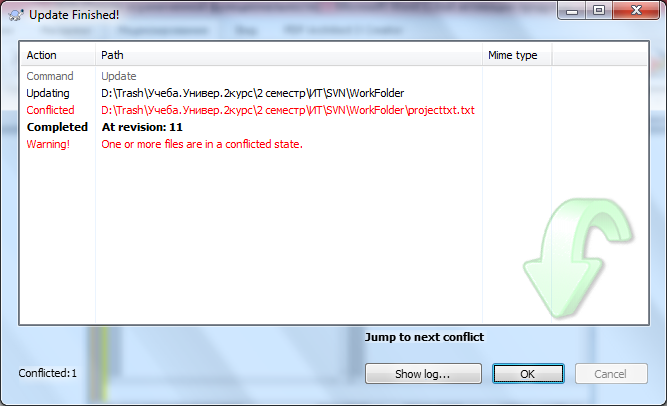 Update Finished!
Action Path Mime type
Command Update
Updating D:\Trash\Учеба.Универ.2курс\2 семестр\ИТ\SVN\WorkFolder
Conflicted D:\Trash\Учеба.Универ.2курс\2 семестр\ИТ\SVN\WorkFolder\projecttxt.txt
Completed At revision: 11
Warning! One or more files are in a conflicted state.
Jump to next conflict
Conflicted:1 Show log... OK Cancel